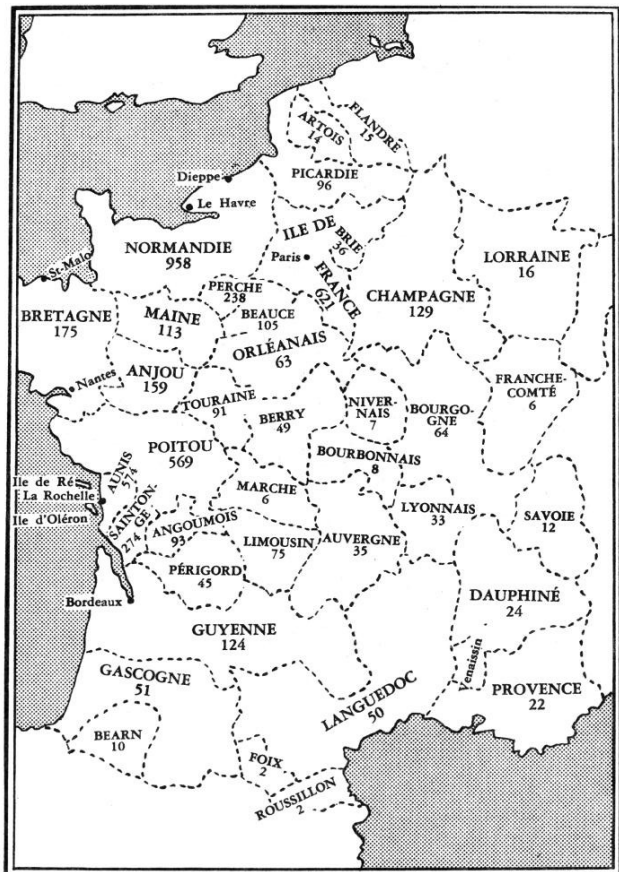 FLANDRE
15
ARTOIS
14
PICARDIE
96
Dieppe
Le Havre
NORMANDIE
958
ILE DE
FRANCE
621
BRIE
36
Paris
LORRAINE
16
CHAMPAGNE
129
St-Malo
PERCHE
238
BRETAGNE
175
MAINE
113
BEAUCE
105
ORLÉANAIS
63
Nantes
ANJOU
159
TOURAINE
91
BERRY
49
NIVER-
NAIS
7
BOURGO-
GNE
64
FRANCHE-
COMTÉ
6
POITOU
569
BOURBONNAIS
8
AUNIS
574
Ile de Ré
La Rochelle
Ile d'Oléron
SAINTON-
GE
274
MARCHE
6
ANGOUMOIS
93
LIMOUSIN
75
AUVERGNE
35
LYONNAIS
33
SAVOIE
12
PÉRIGORD
45
Bordeaux
DAUPHINÉ
24
GUYENNE
124
Venaissin
GASCOGNE
51
LANGUEDOC
50
PROVENCE
22
BEARN
10
FOIX
2
ROUSSILLON
2